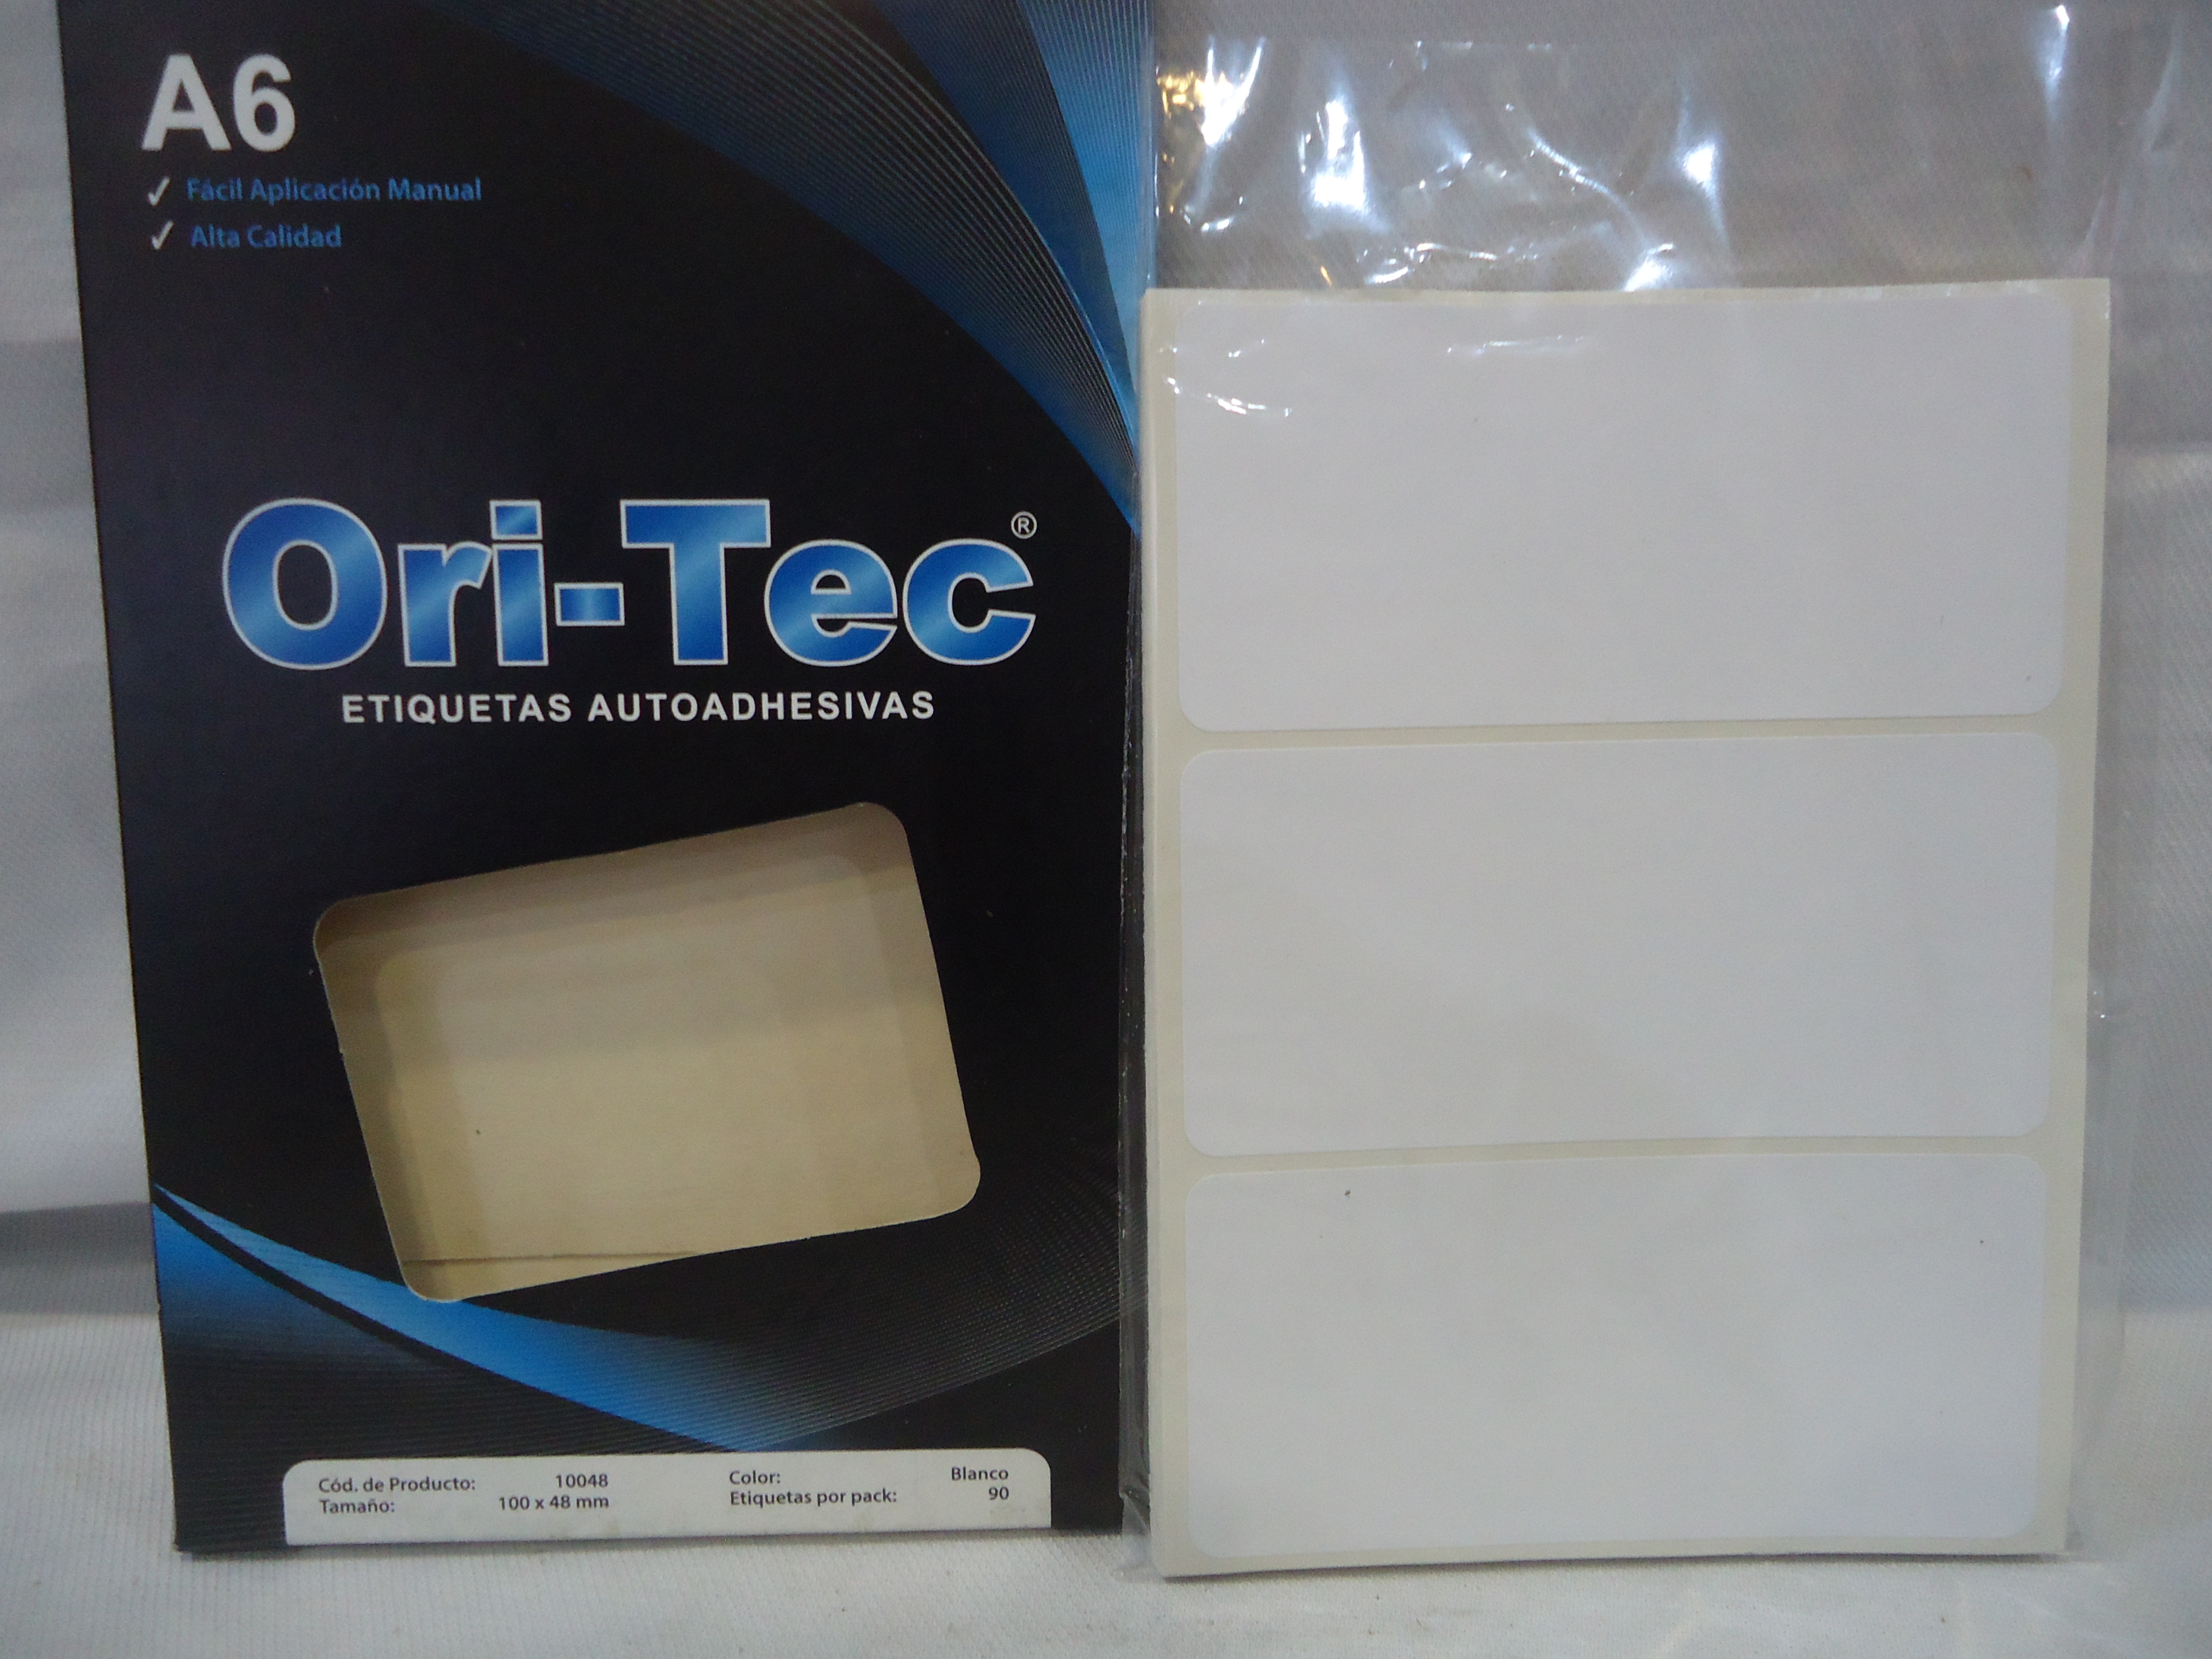 A6
✓ Fácil Aplicación Manual
✓ Alta Calidad
Ori-Tec®
ETIQUETAS AUTOADHESIVAS
Cód. de Producto: 10048
Tamaño: 100 x 48 mm
Color: Blanco
Etiquetas por pack: 90